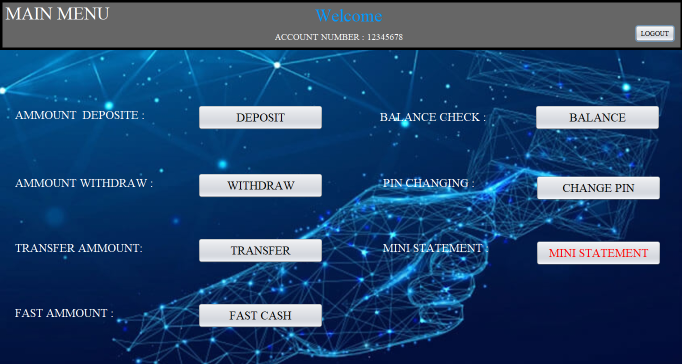 MAIN MENU
Welcome
ACCOUNT NUMBER : 12345678
LOGOUT
AMMOUNT DEPOSITE :
DEPOSIT
BALANCE CHECK :
BALANCE
AMMOUNT WITHDRAW :
WITHDRAW
PIN CHANGING :
CHANGE PIN
TRANSFER AMMOUNT:
TRANSFER
MINI STATEMENT :
MINI STATEMENT
FAST AMMOUNT :
FAST CASH